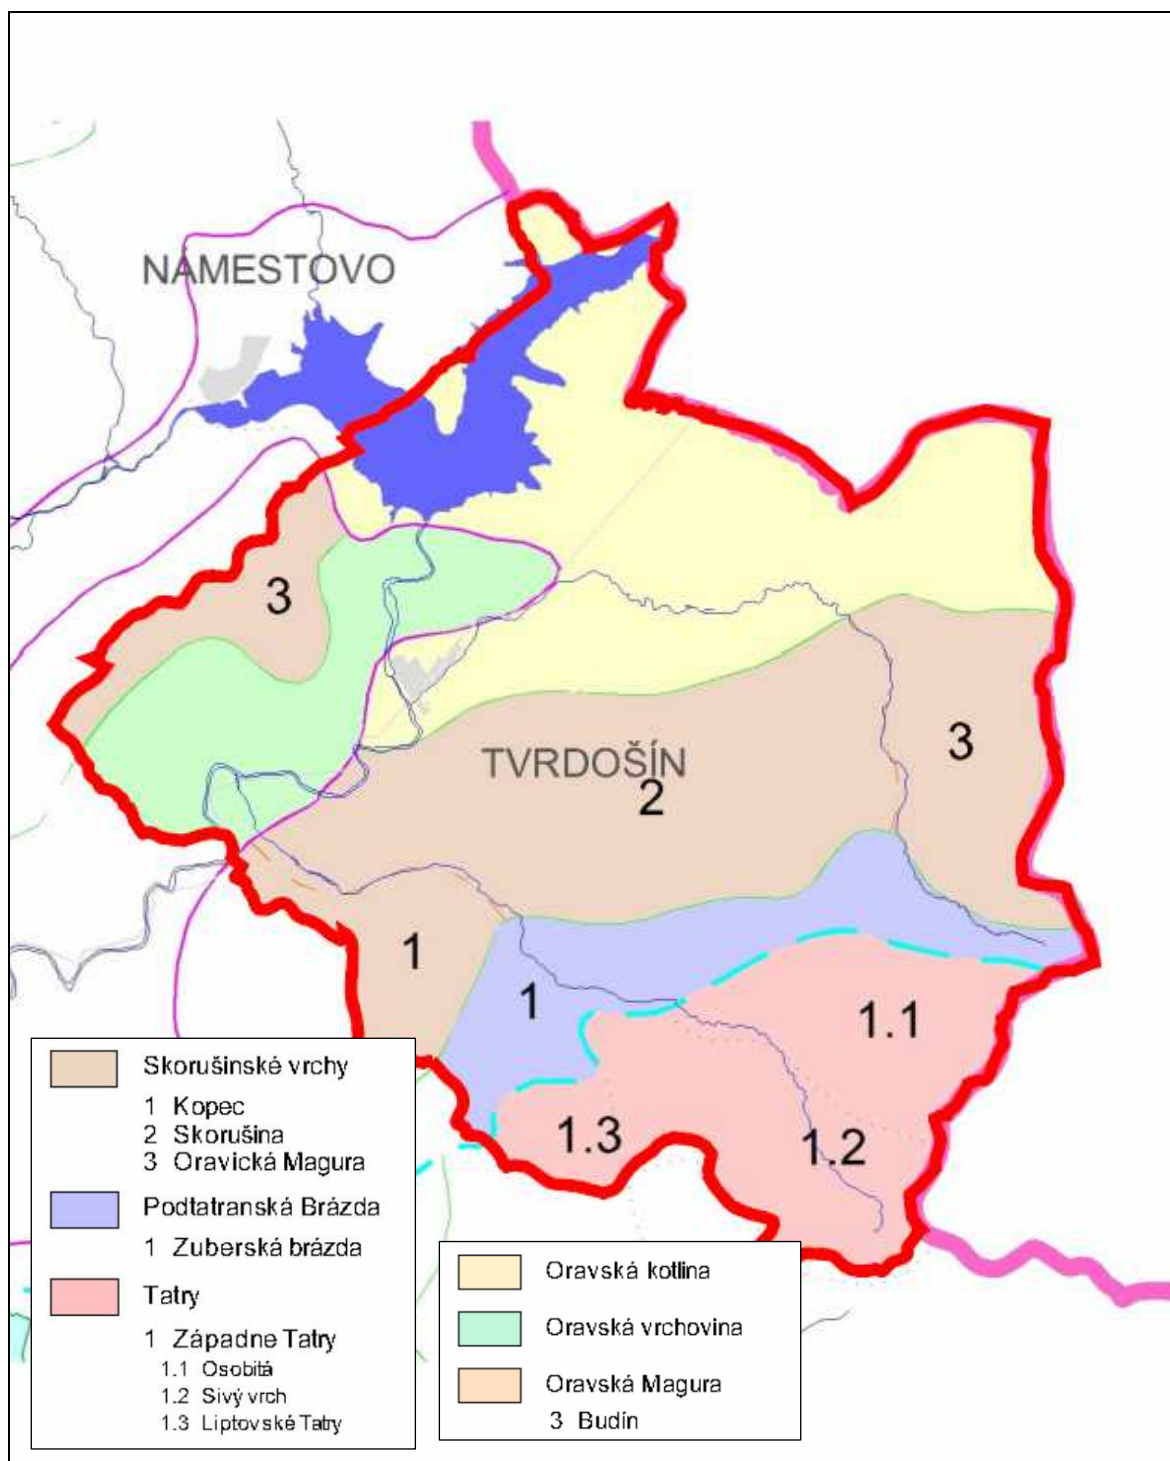 NÁMESTOVO
3
3
TVRDOŠÍN
2
1
1
1.1
1.3
1.2
Skorušinské vrchy
1 Kopec
2 Skorušina
3 Oravická Magura
Podtatranská Brázda
1 Zuberská brázda
Tatry
1 Západne Tatry
1.1 Osobitá
1.2 Sivý vrch
1.3 Liptovské Tatry
Oravská kotlina
Oravská vrchovina
Oravská Magura
3 Budín